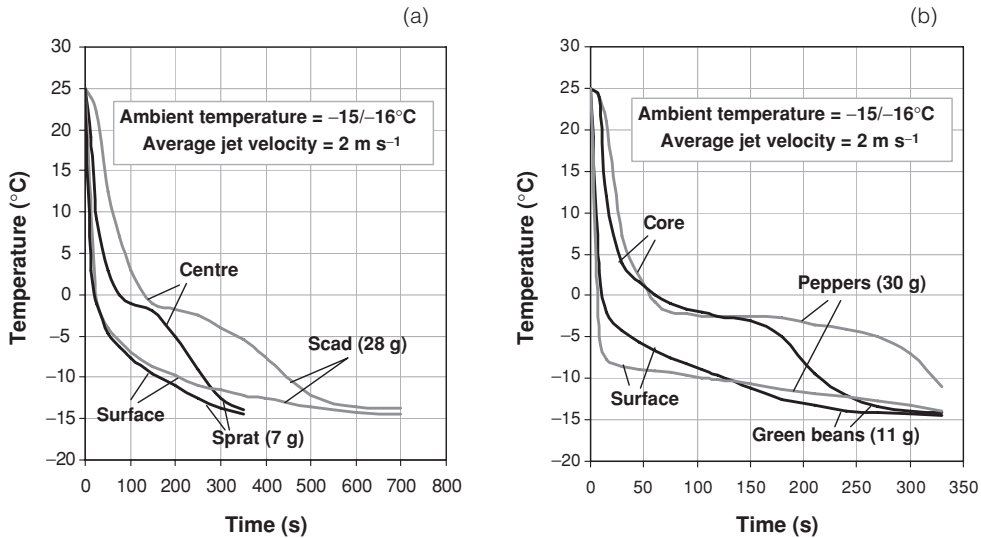 (a)
30
25
20
15
10
5
0
–5
–10
–15
–20
Temperature (°C)
Ambient temperature = –15/–16°C
Average jet velocity = 2 m s–1
Centre
Scad (28 g)
Surface
Sprat (7 g)
0 100 200 300 400 500 600 700 800
Time (s)
(b)
30
25
20
15
10
5
0
–5
–10
–15
–20
Temperature (°C)
Ambient temperature = –15/–16°C
Average jet velocity = 2 m s–1
Core
Peppers (30 g)
Surface
Green beans (11 g)
0 50 100 150 200 250 300 350
Time (s)